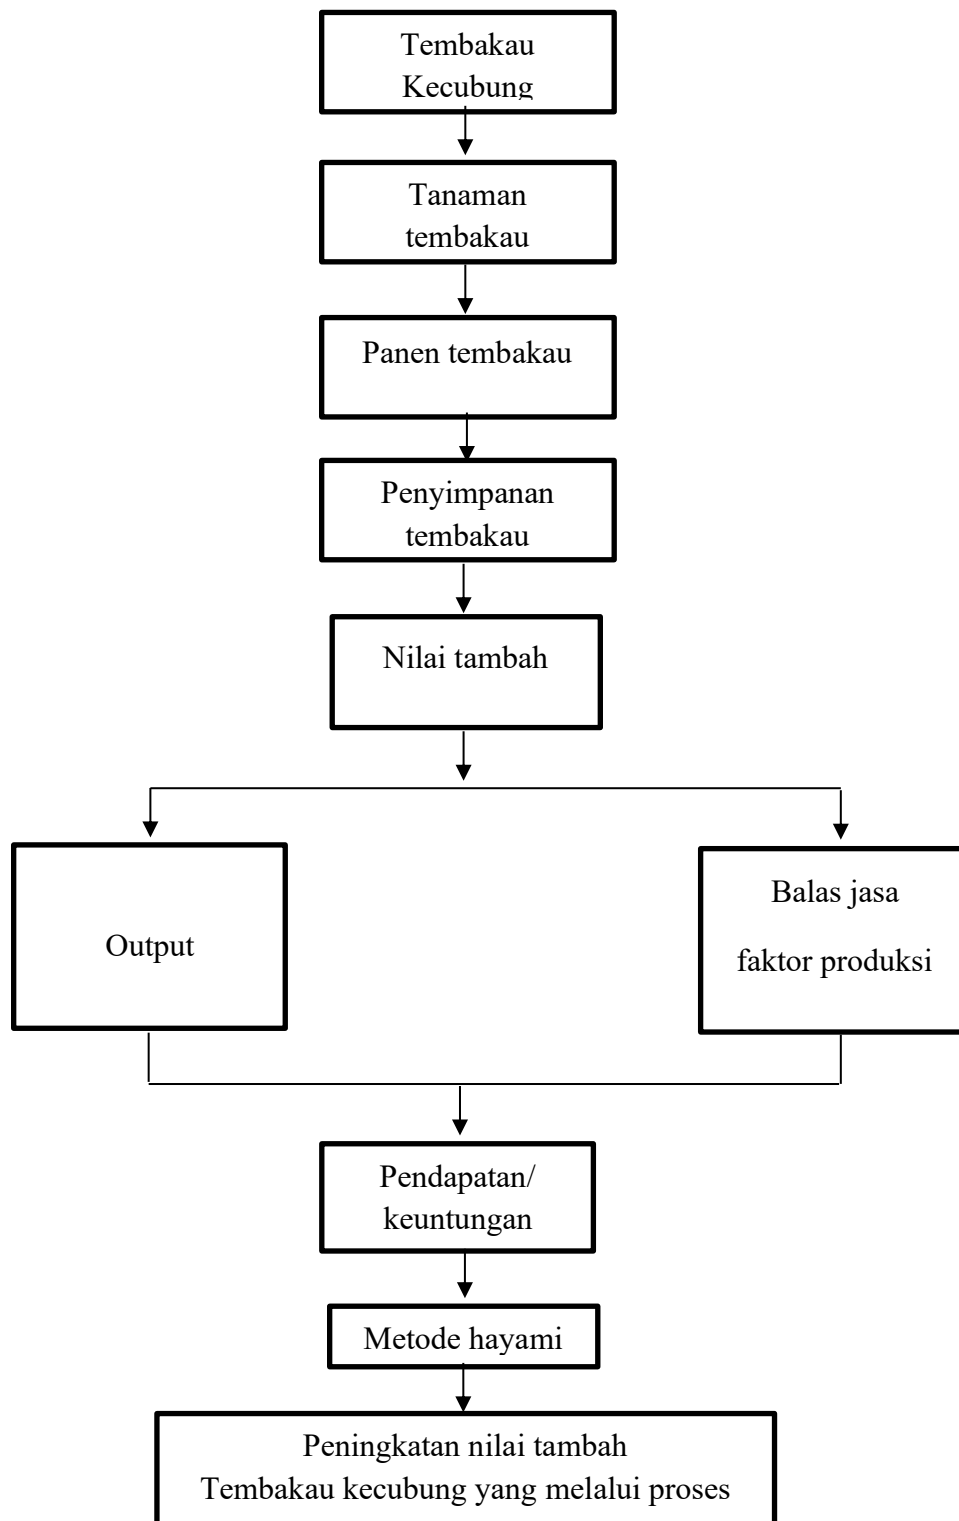 Tembakau
Kecubung
Tanaman
tembakau
Panen tembakau
Penyimpanan
tembakau
Nilai tambah
Output
Balas jasa
faktor produksi
Pendapatan/
keuntungan
Metode hayami
Peningkatan nilai tambah
Tembakau kecubung yang melalui proses